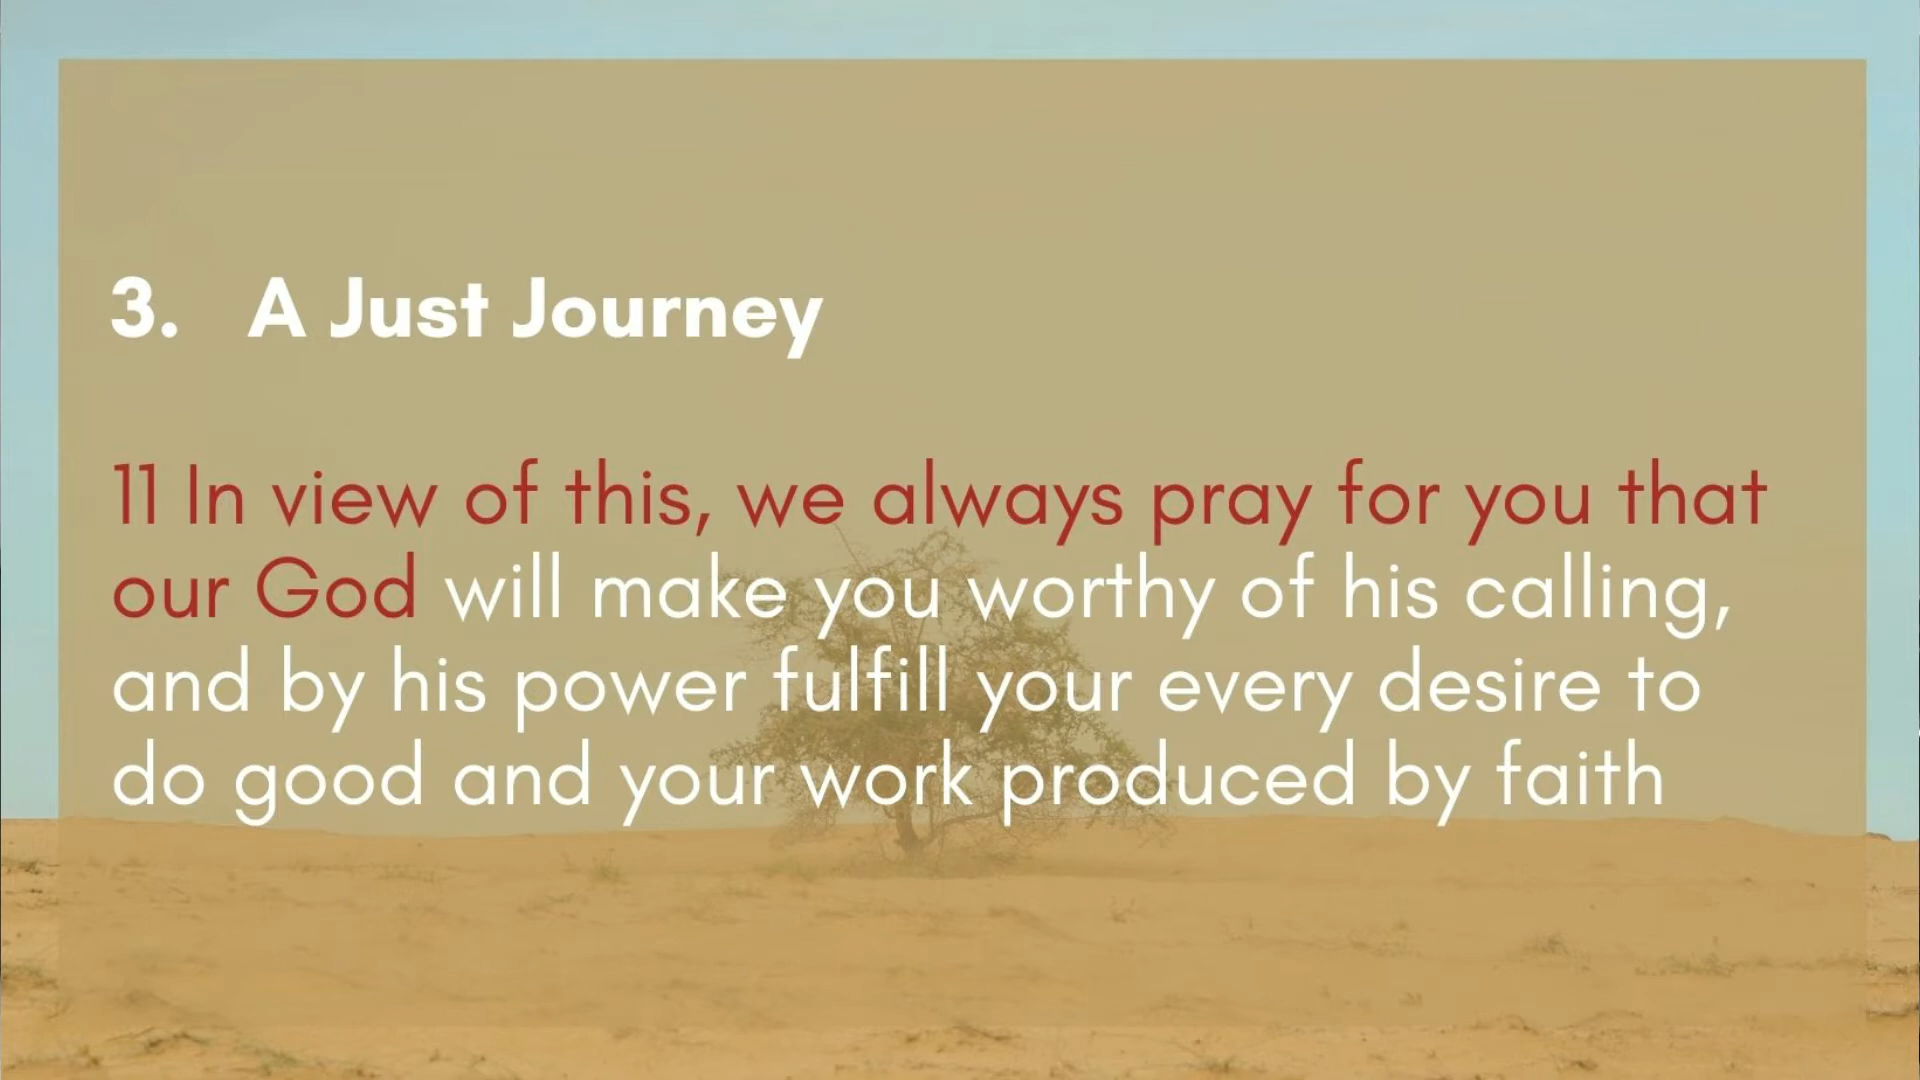 3. A Just Journey
11 In view of this, we always pray for you that
our God will make you worthy of his calling,
and by his power fulfill your every desire to
do good and your work produced by faith